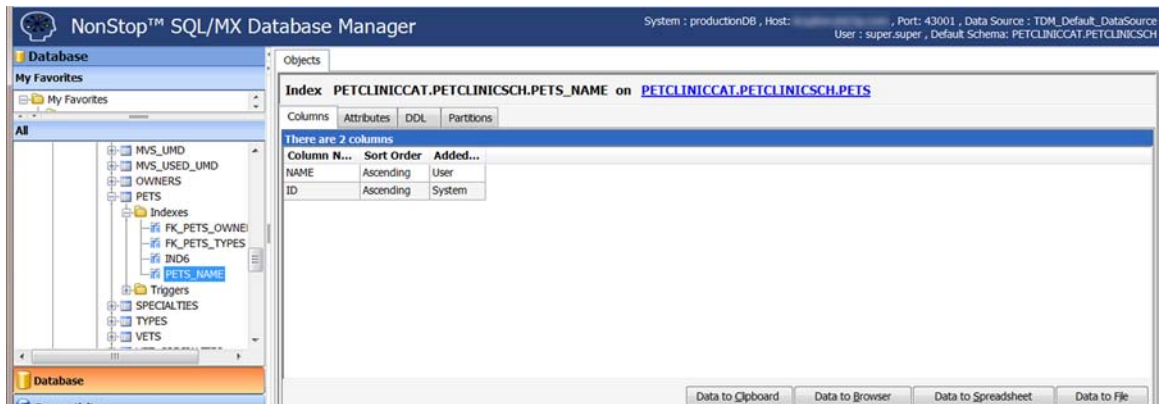 NonStop™ SQL/MX Database Manager
System : productionDB , Host: , Port: 43001 , Data Source : TDM_Default_DataSource
User : super.super , Default Schema: PETCLINICCAT.PETCLINICSCH
Database
My Favorites
My Favorites
All
MVS_UMD
MVS_USED_UMD
OWNERS
PETS
Indexes
FK_PETS_OWNE
FK_PETS_TYPES
IND6
PETS_NAME
Triggers
SPECIALTIES
TYPES
VETS
Database
Objects
Index PETCLINICCAT.PETCLINICSCH.PETS_NAME on PETCLINICCAT.PETCLINICSCH.PETS
Columns Attributes DDL Partitions
There are 2 columns
Column N... Sort Order Added...
NAME Ascending User
ID Ascending System
Data to Clipboard Data to Browser Data to Spreadsheet Data to File